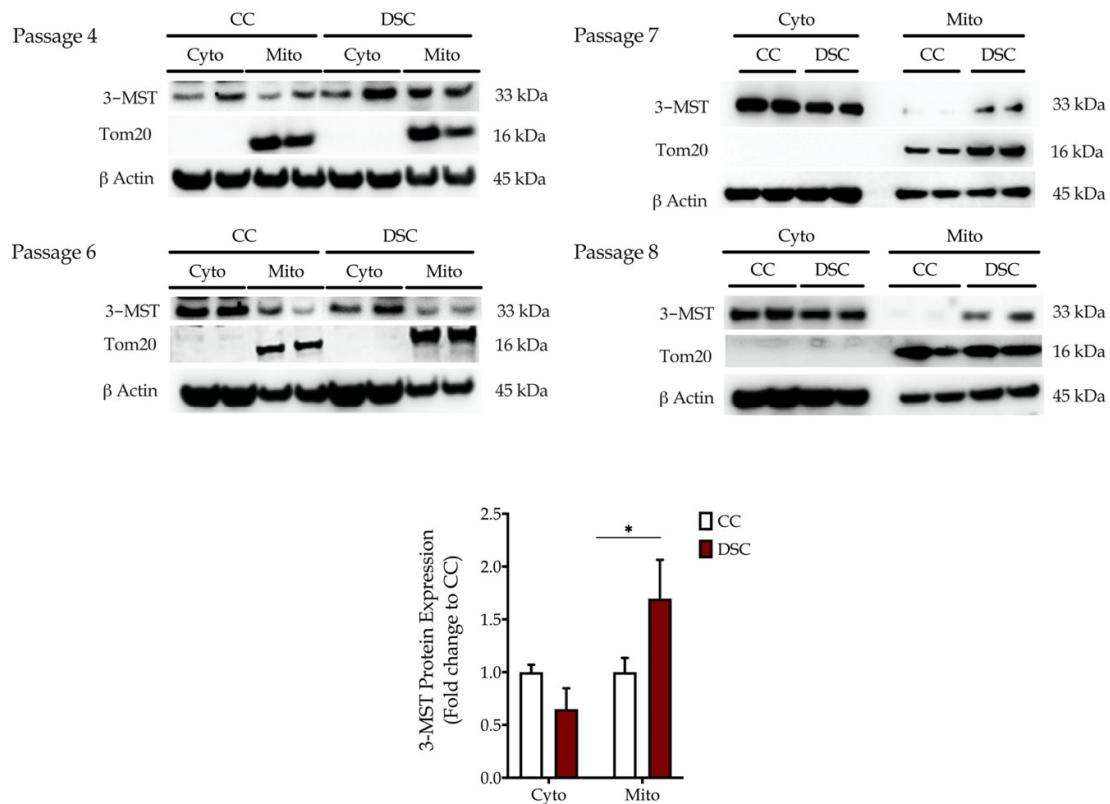 Passage 4
CC DSC
Cyto Mito Cyto Mito
3−MST 33 kDa
Tom20 16 kDa
β Actin 45 kDa
Passage 7
Cyto Mito
CC DSC CC DSC
3−MST 33 kDa
Tom20 16 kDa
β Actin 45 kDa
Passage 6
CC DSC
Cyto Mito Cyto Mito
3−MST 33 kDa
Tom20 16 kDa
β Actin 45 kDa
Passage 8
Cyto Mito
CC DSC CC DSC
3−MST 33 kDa
Tom20 16 kDa
β Actin 45 kDa
3-MST Protein Expression
(Fold change to CC)
2.5
2.0
1.5
1.0
0.5
0.0
*
Cyto Mito
CC
DSC